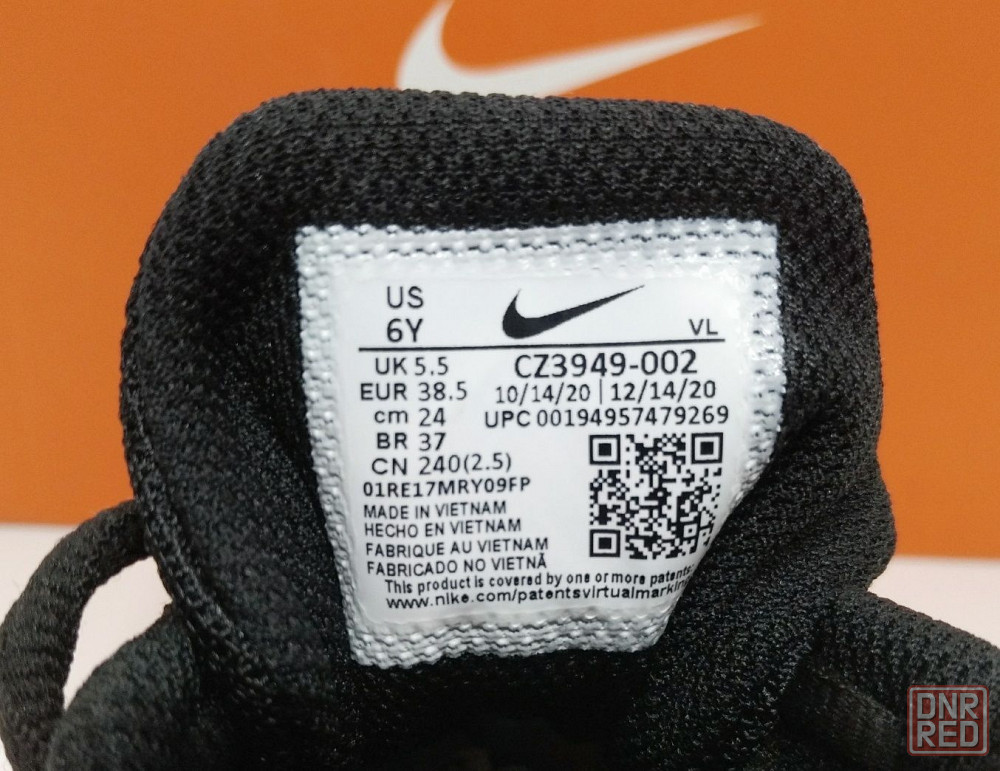 US
6Y
VL
UK 5.5
EUR 38.5
cm 24
BR 37
CN 240(2.5)
CZ3949-002
10/14/20 | 12/14/20
UPC 00194957479269
01RE17MRY09FP
MADE IN VIETNAM
HECHO EN VIETNAM
FABRIQUE AU VIETNAM
FABRICADO NO VIETNÃ
This product is covered by one or more patents:
www.nike.com/patentsvirtualmarkin
DNR
RED